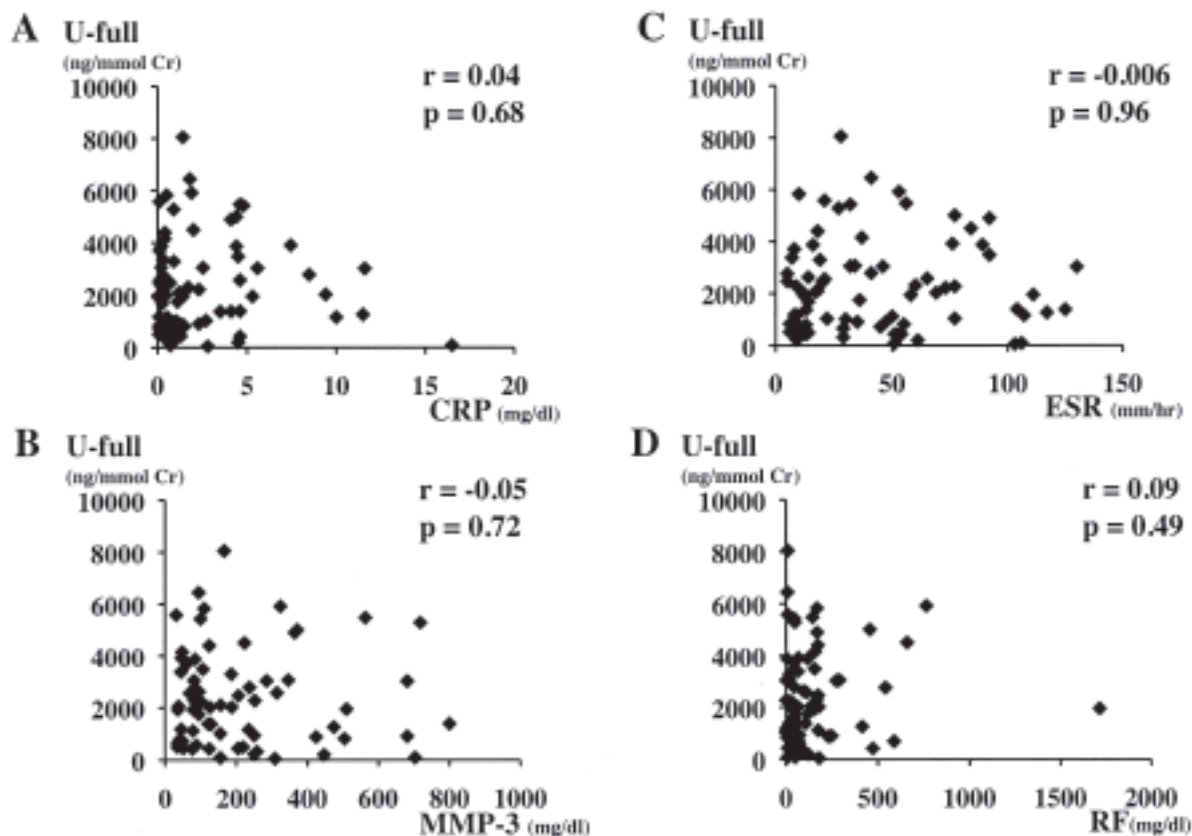 A U-full
(ng/mmol Cr)
r = 0.04
p = 0.68
10000
8000
6000
4000
2000
0
0 5 10 15 20
CRP (mg/dl)
C U-full
(ng/mmol Cr)
r = -0.006
p = 0.96
10000
8000
6000
4000
2000
0
0 50 100 150
ESR (mm/hr)
B U-full
(ng/mmol Cr)
r = -0.05
p = 0.72
10000
8000
6000
4000
2000
0
0 200 400 600 800 1000
MMP-3 (mg/dl)
D U-full
(ng/mmol Cr)
r = 0.09
p = 0.49
10000
8000
6000
4000
2000
0
0 500 1000 1500 2000
RF(mg/dl)